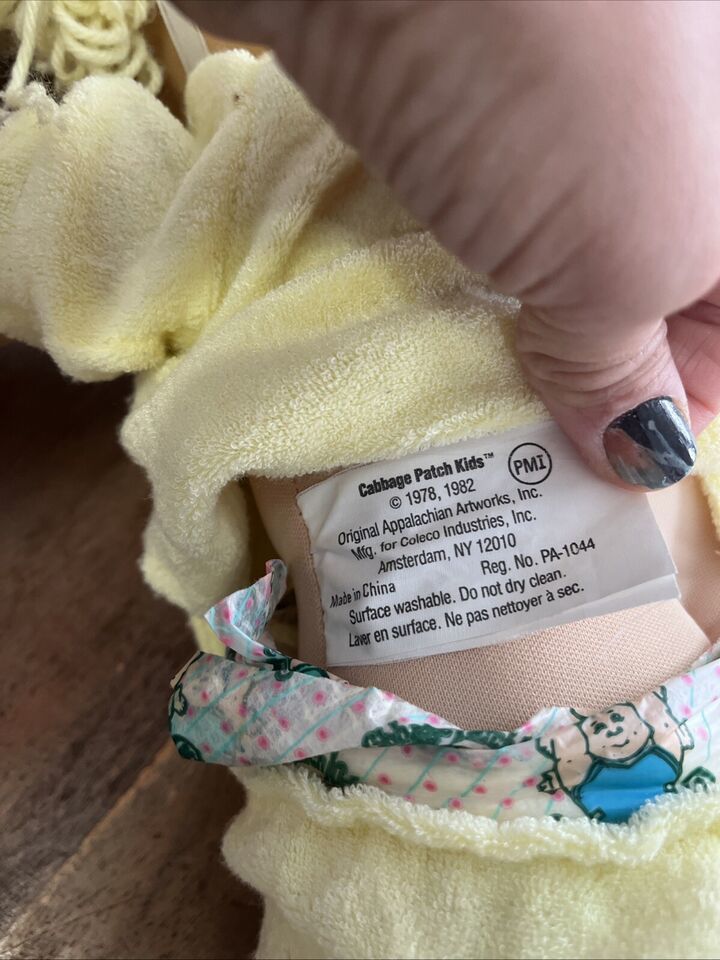 Cabbage Patch Kids™
PMI
© 1978, 1982
Original Appalachian Artworks, Inc.
Mfg. for Coleco Industries, Inc.
Amsterdam, NY 12010
Reg. No. PA-1044
Made in China
Surface washable. Do not dry clean.
Laver en surface. Ne pas nettoyer à sec.